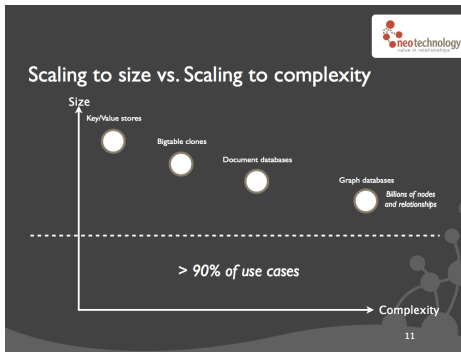 neotechnology
value in relationships
Scaling to size vs. Scaling to complexity
Size
Key/Value stores
Bigtable clones
Document databases
Graph databases
Billions of nodes
and relationships
> 90% of use cases
Complexity
11